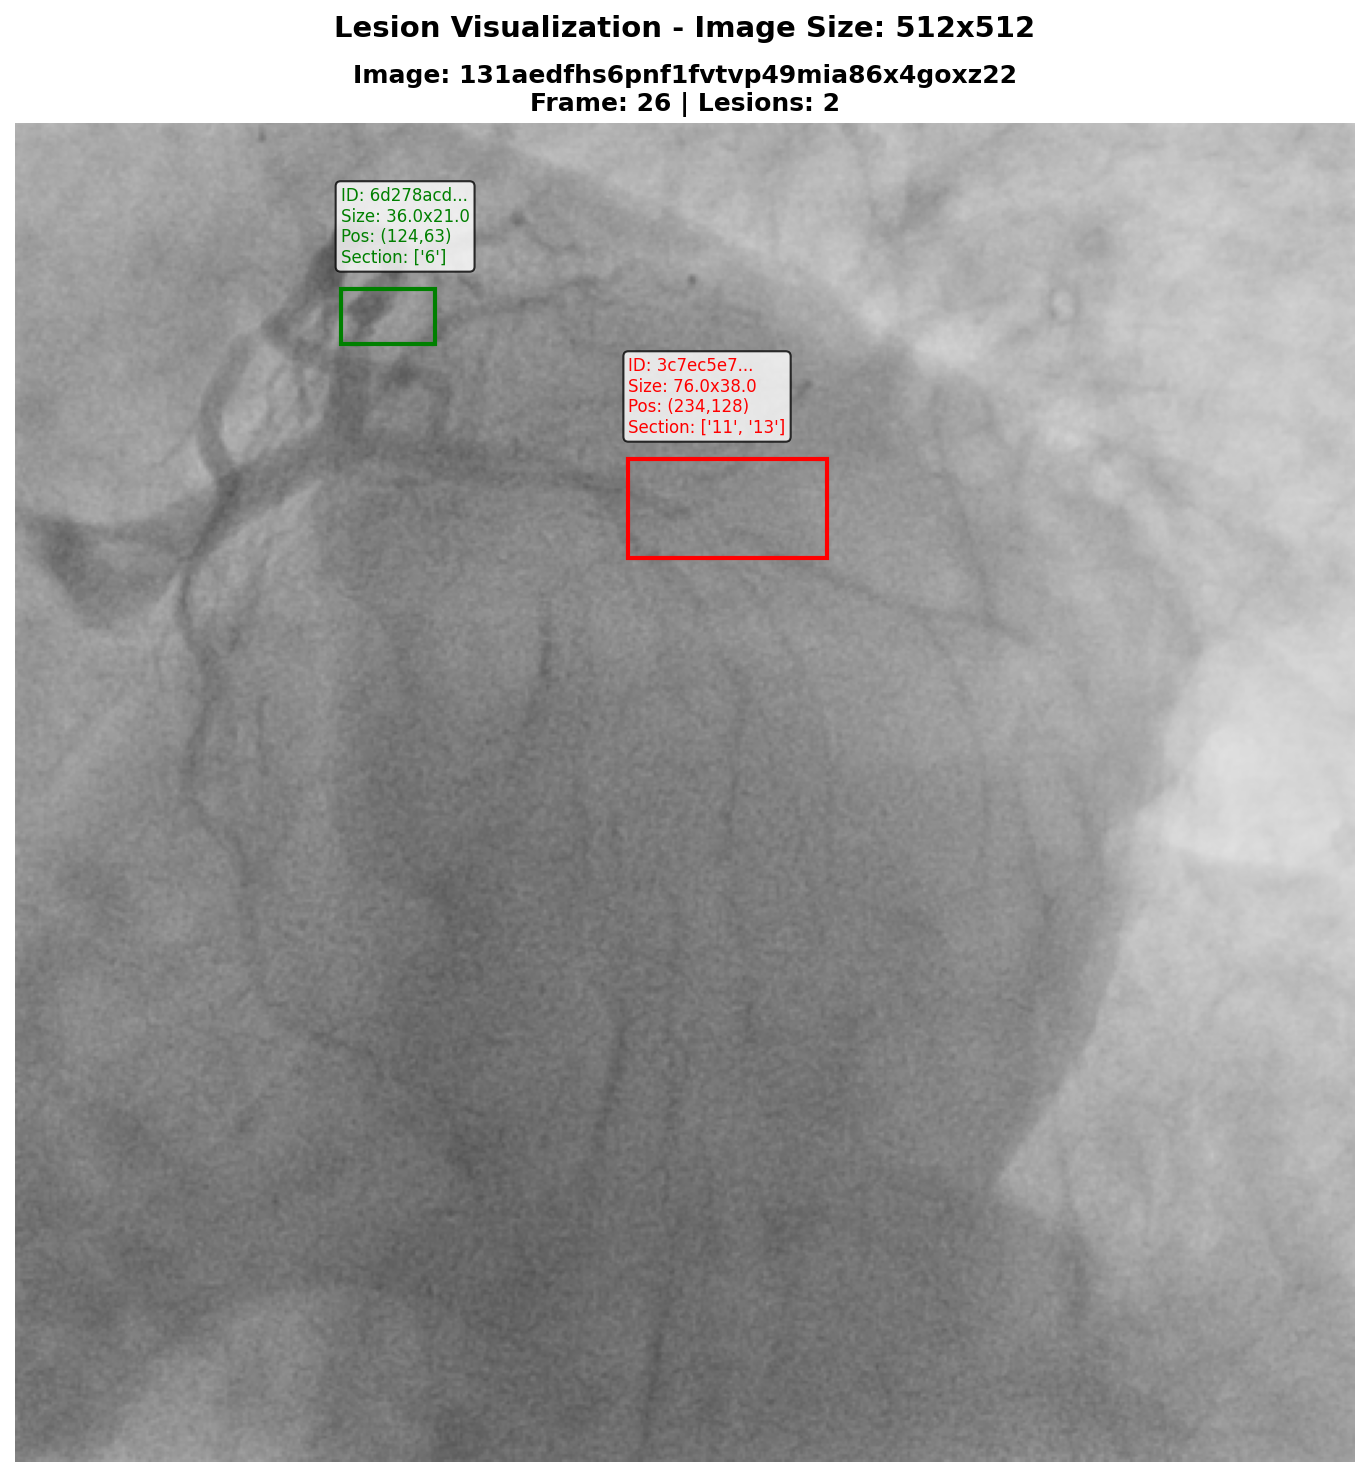 Lesion Visualization - Image Size: 512x512
Image: 131aedfhs6pnf1fvtvp49mia86x4goxz22
Frame: 26 | Lesions: 2
ID: 6d278acd...
Size: 36.0x21.0
Pos: (124,63)
Section: ['6']
ID: 3c7ec5e7...
Size: 76.0x38.0
Pos: (234,128)
Section: ['11', '13']